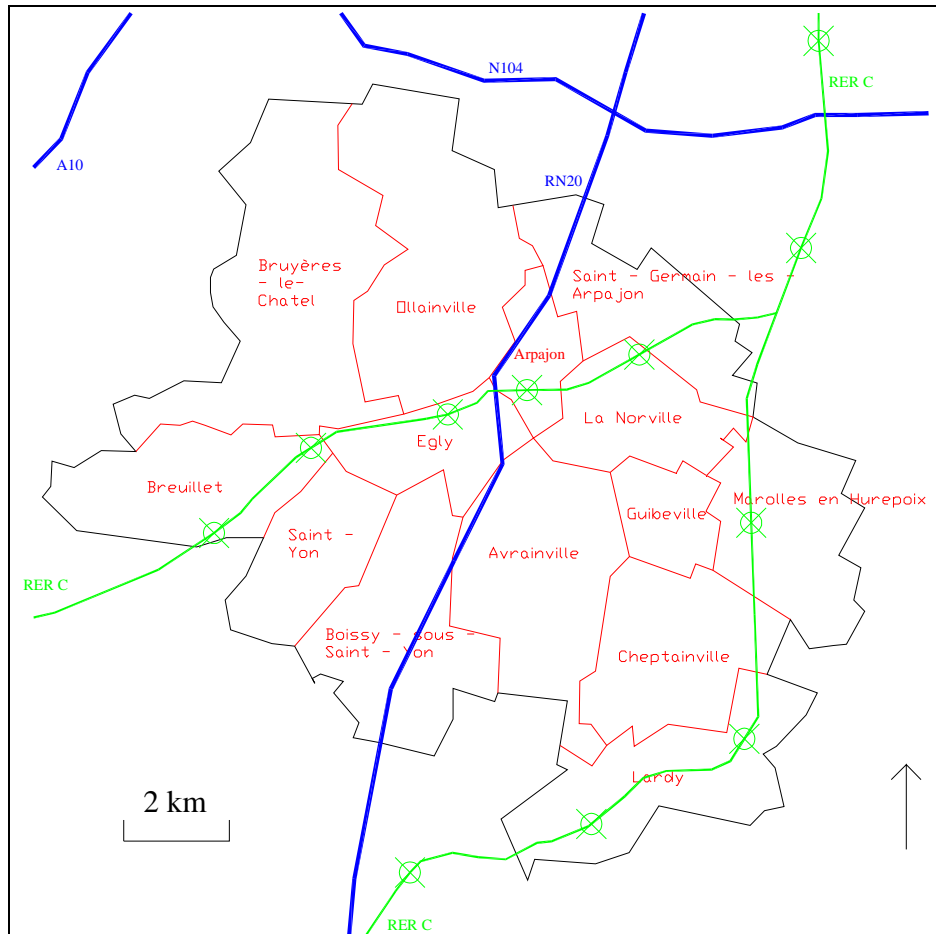 N104
RER C
A10
RN20
Bruyères
- le-
Chatel
Saint - Germain - les -
Arpajon
Ollainville
Arpajon
La Norville
Egly
Breuillet
Marolles en Hurepoix
Guibeville
Saint -
Yon
Avrainville
RER C
Boissy - sous -
Saint - Yon
Cheptainville
Lardy
2 km
RER C